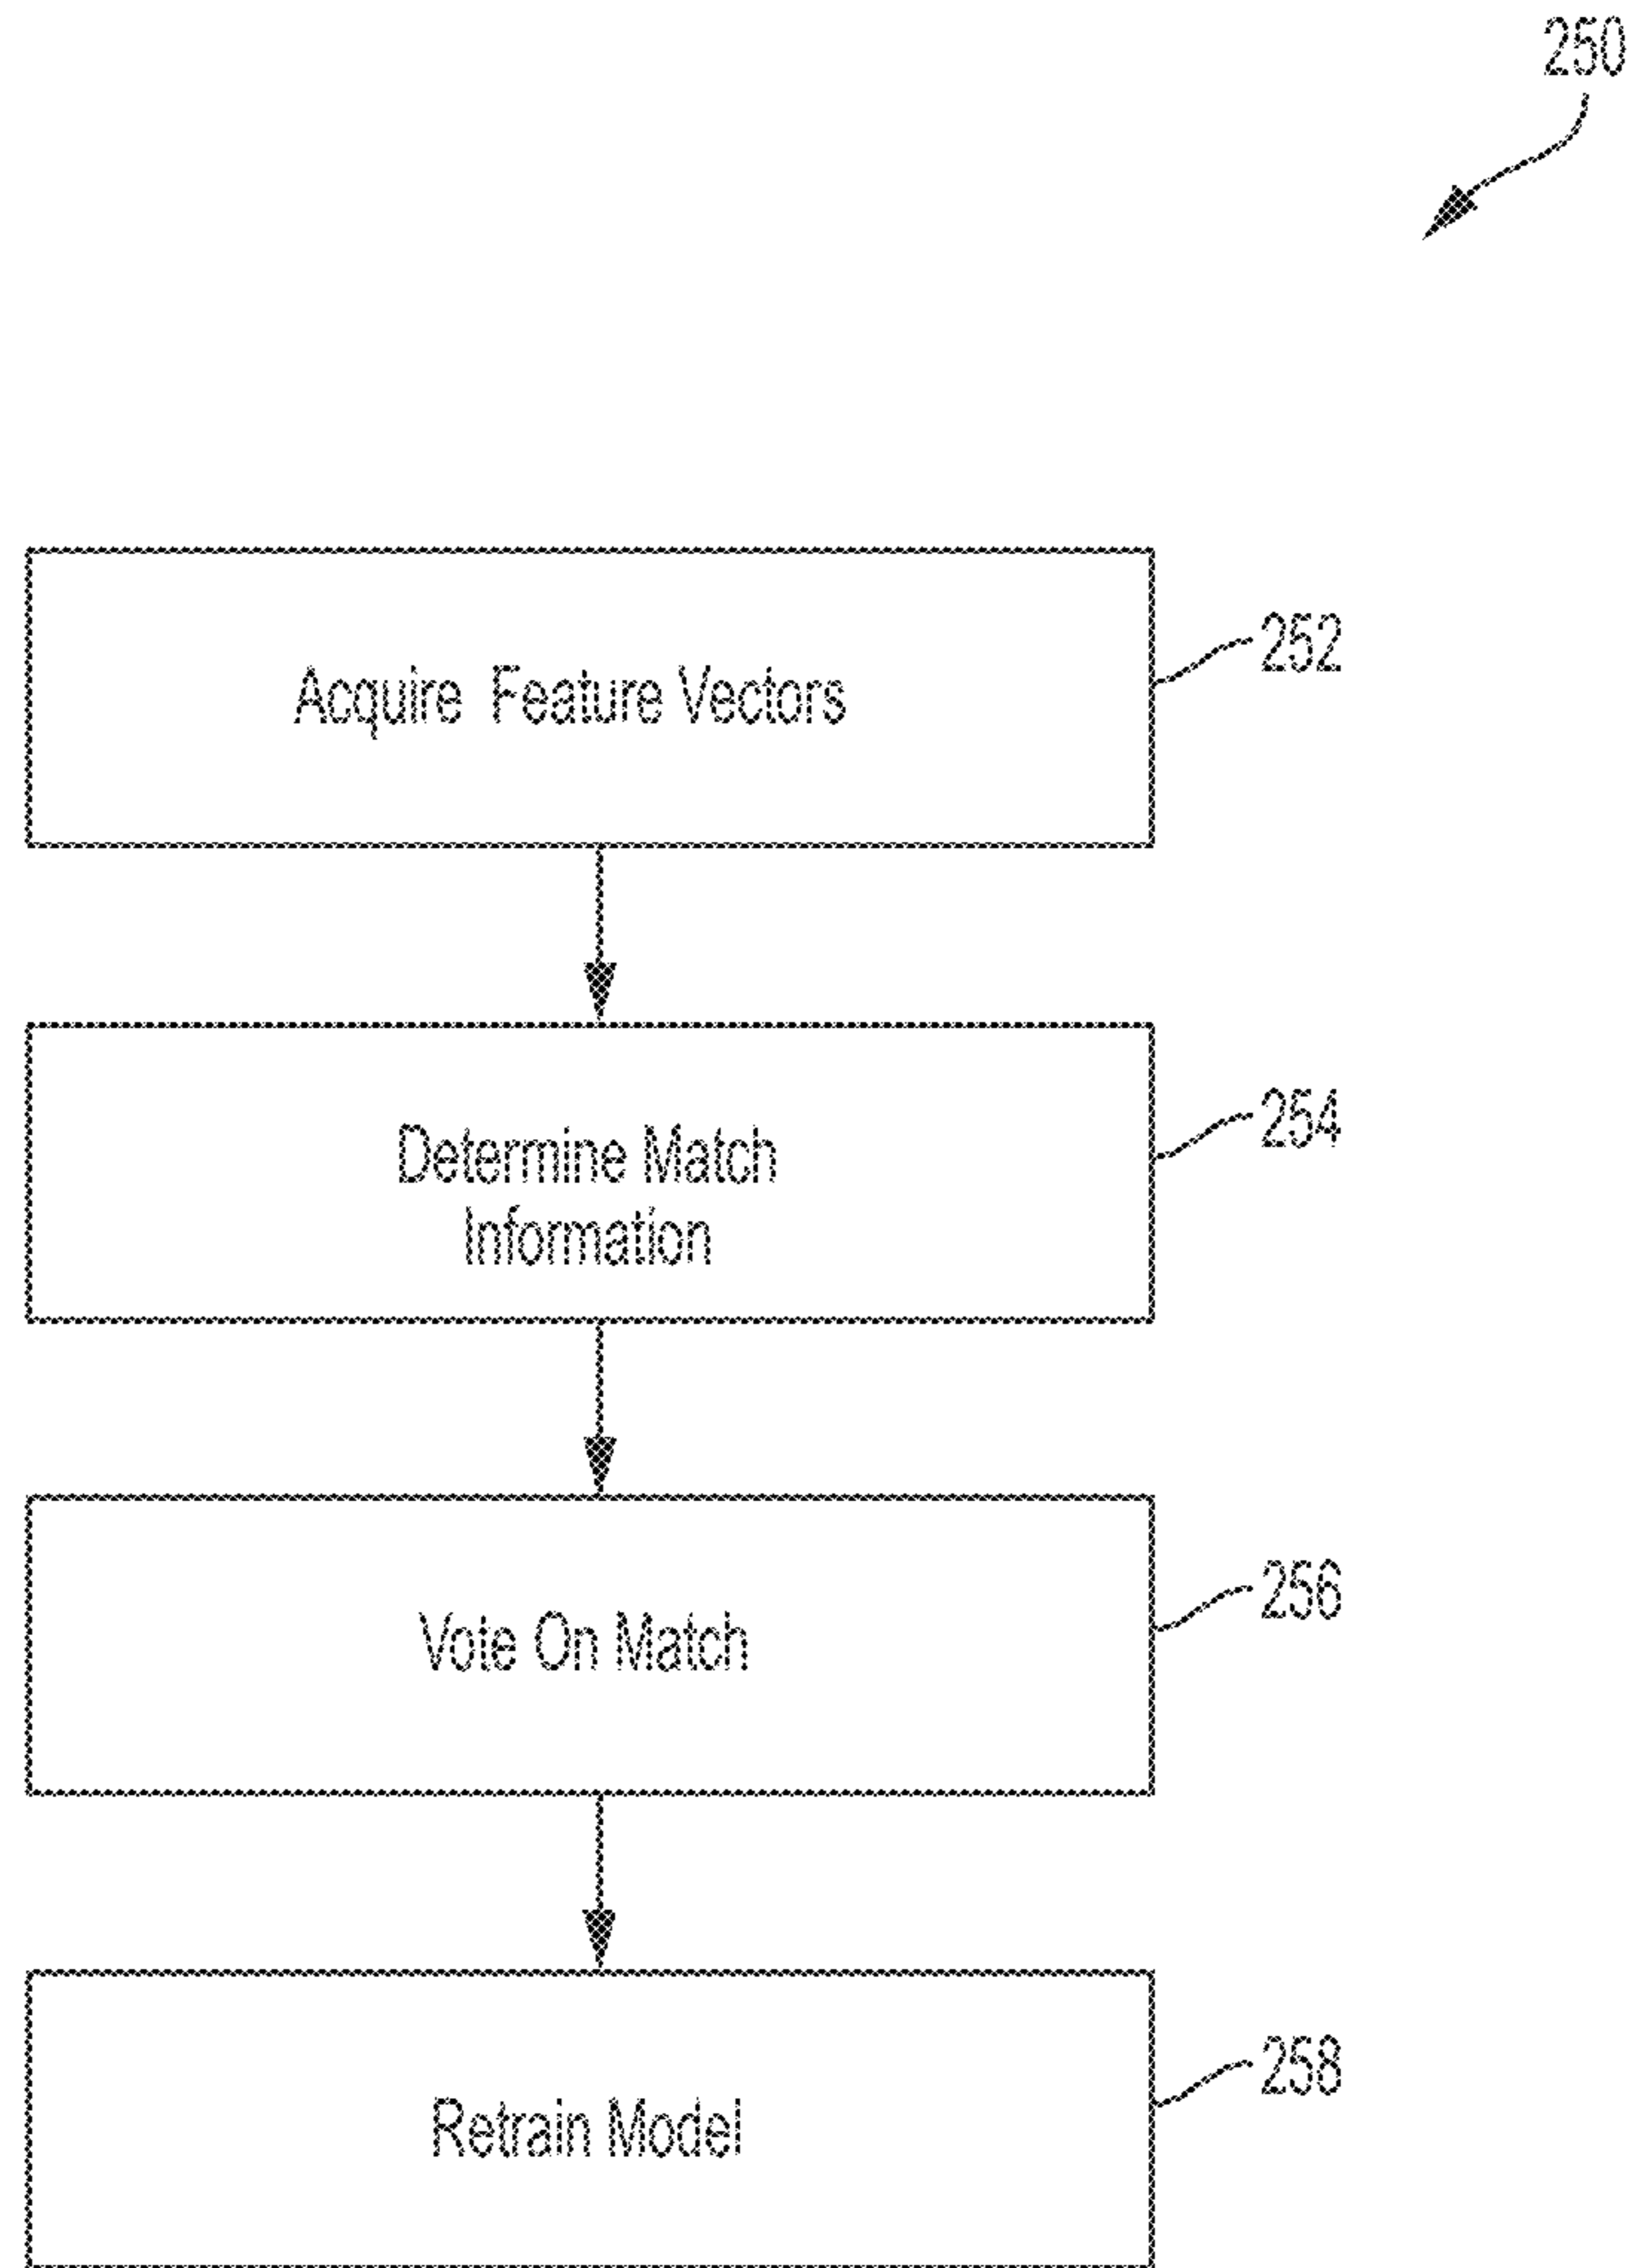 250
Acquire Feature Vectors
252
Determine Match
Information
254
Vote On Match
256
Retrain Model
258